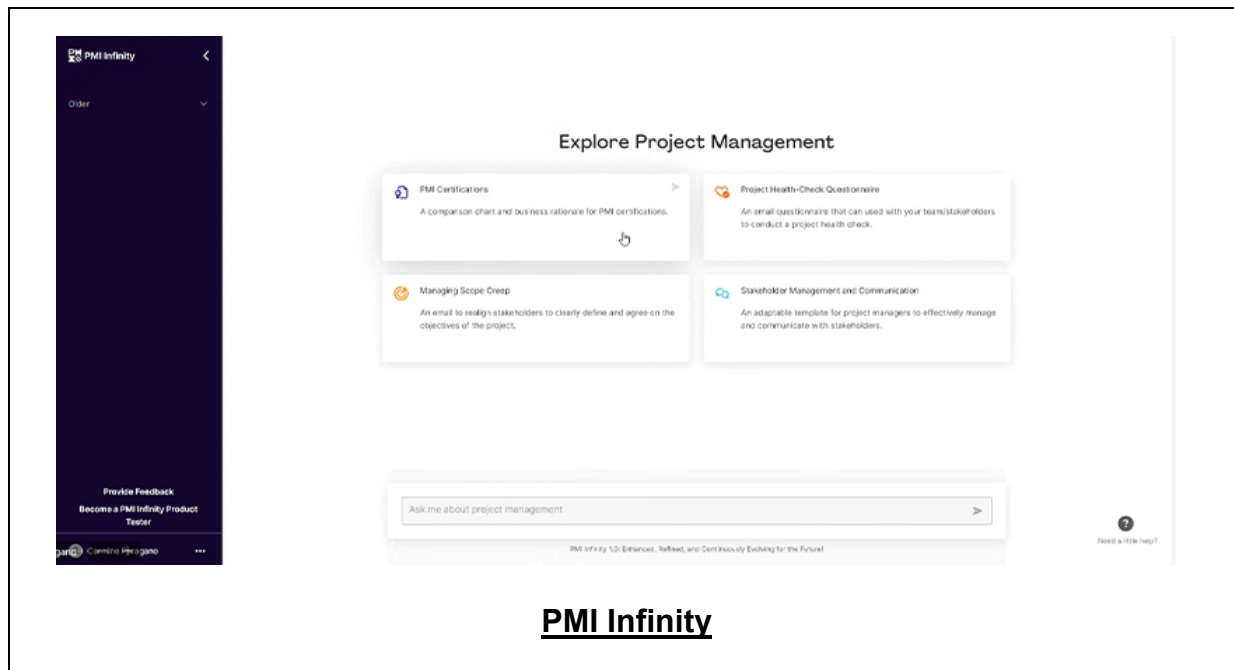 PMI Infinity
Older
Explore Project Management
PMI Certifications
A comparison chart and business rationale for PMI certifications.
Project Health-Check Questionnaire
An email questionnaire that can used with your team/stakeholders
to conduct a project health check.
Managing Scope Creep
An email to realign stakeholders to clearly define and agree on the
objectives of the project.
Stakeholder Management and Communication
An adaptable template for project managers to effectively manage
and communicate with stakeholders.
Provide Feedback
Become a PMI Infinity Product
Tester
Carmine
Ask me about project management
PMI Infinity 1.0: Enhanced, Refined, and Continuously Evolving for the Future!
Need a little help?
PMI Infinity